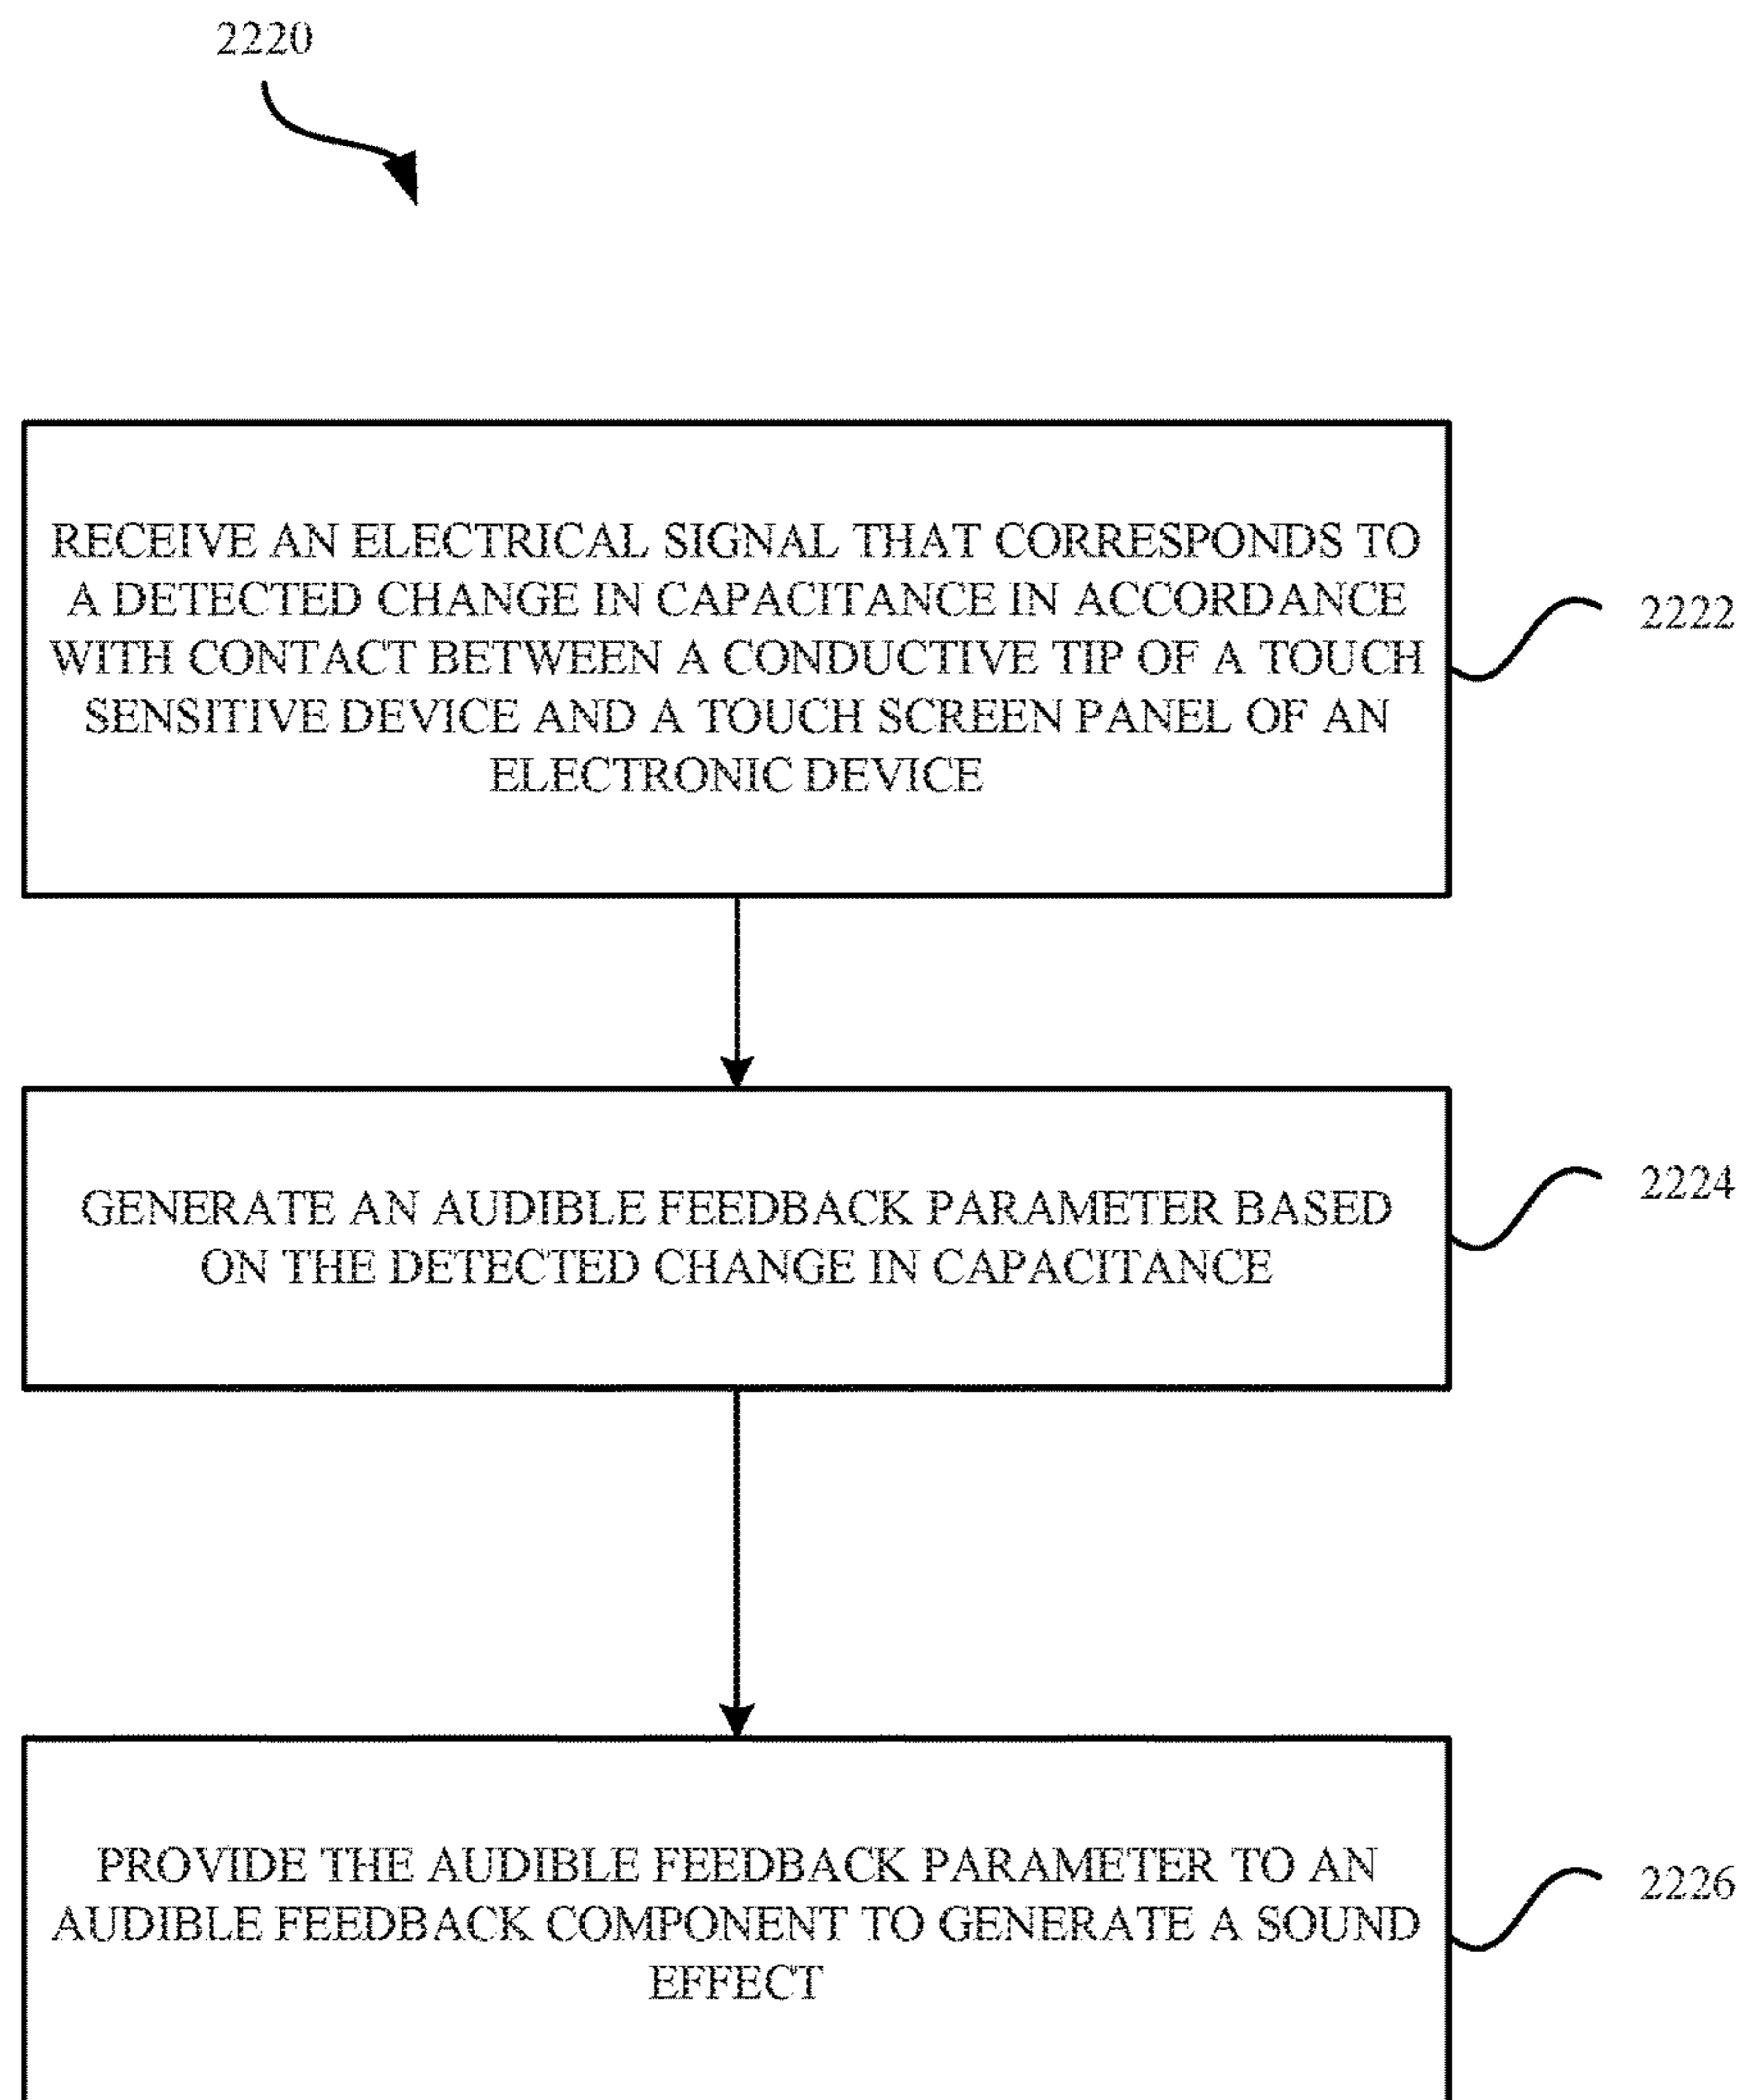 2220
RECEIVE AN ELECTRICAL SIGNAL THAT CORRESPONDS TO
A DETECTED CHANGE IN CAPACITANCE IN ACCORDANCE
WITH CONTACT BETWEEN A CONDUCTIVE TIP OF A TOUCH
SENSITIVE DEVICE AND A TOUCH SCREEN PANEL OF AN
ELECTRONIC DEVICE
2222
GENERATE AN AUDIBLE FEEDBACK PARAMETER BASED
ON THE DETECTED CHANGE IN CAPACITANCE
2224
PROVIDE THE AUDIBLE FEEDBACK PARAMETER TO AN
AUDIBLE FEEDBACK COMPONENT TO GENERATE A SOUND
EFFECT
2226